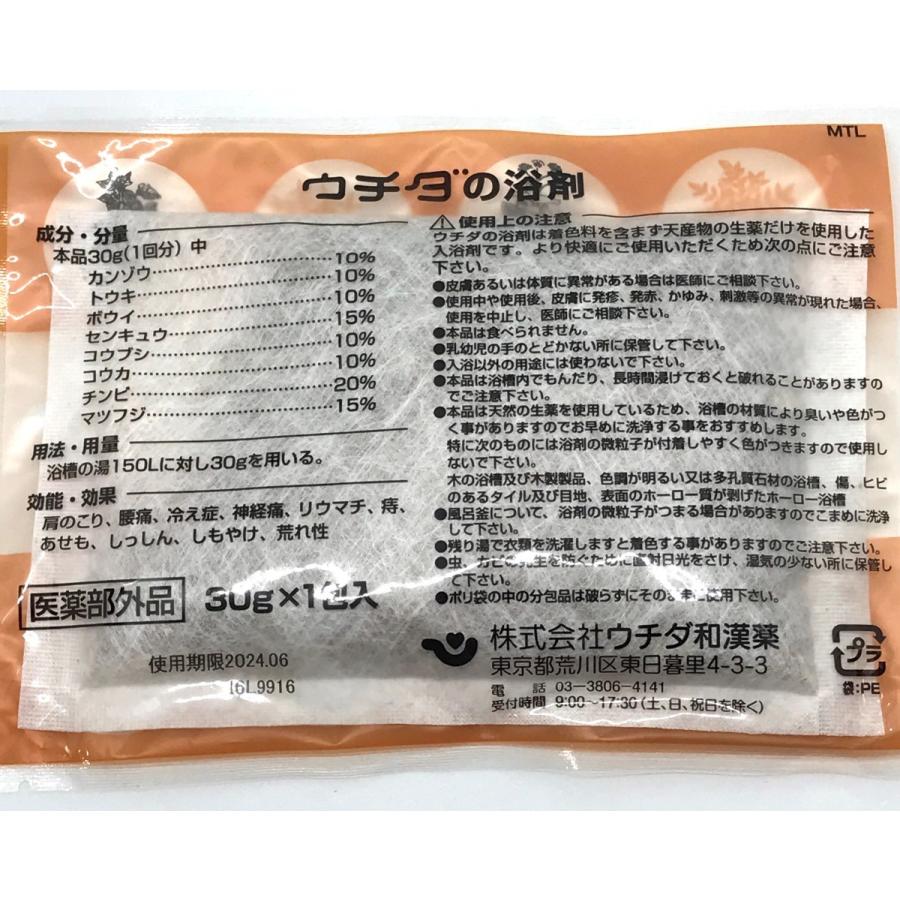 MTL
ウチダの浴剤
成分・分量
本品30g(1回分)中
カンゾウ 10%
トウキ 10%
ボウイ 10%
センキュウ 15%
コウブシ 10%
コウカ 10%
チンピ 20%
マツフジ 15%
用法・用量
浴槽の湯150Lに対し30gを用いる。
効能・効果
肩のこり、腰痛、冷え症、神経痛、リウマチ、痔、
あせも、しっしん、しもやけ、荒れ性
医薬部外品 30g×1包入
使用期限2024.06
I6L9916
⚠使用上の注意
ウチダの浴剤は着色料を含まず天産物の生薬だけを使用した
入浴剤です。より快適にご使用いただくため次の点にご注意
下さい。
●皮膚あるいは体質に異常がある場合は医師にご相談下さい。
●使用中や使用後、皮膚に発疹、発赤、かゆみ、刺激等の異常が現れた場合、
使用を中止し、医師にご相談下さい。
●本品は食べられません。
●乳幼児の手のとどかない所に保管して下さい。
●入浴以外の用途には使わないで下さい。
●本品は浴槽内でもんだり、長時間浸けておくと破れることがありますの
でご注意下さい。
●本品は天然の生薬を使用しているため、浴槽の材質により臭いや色がつ
く事がありますのでお早めに洗浄する事をおすすめします。
特に次のものには浴剤の微粒子が付着しやすく色がつきますので使用し
ないで下さい。
木の浴槽及び木製製品、色調が明るい又は多孔質石材の浴槽、傷、ヒビ
のあるタイル及び目地、表面のホーロー質が剥げたホーロー浴槽
●風呂釜について、浴剤の微粒子がつまる場合がありますのでこまめに洗浄
して下さい。
●残り湯で衣類を洗濯しますと着色する事がありますのでご注意下さい。
●虫、カビの発生を防ぐために直射日光をさけ、湿気の少ない所に保管し
て下さい。
●ポリ袋の中の分包品は破らずにそのままご使用下さい。
株式会社ウチダ和漢薬
東京都荒川区東日暮里4-3-3
電話 03-3806-4141
受付時間 9:00~17:30(土、日、祝日を除く)
プラ
袋:PE